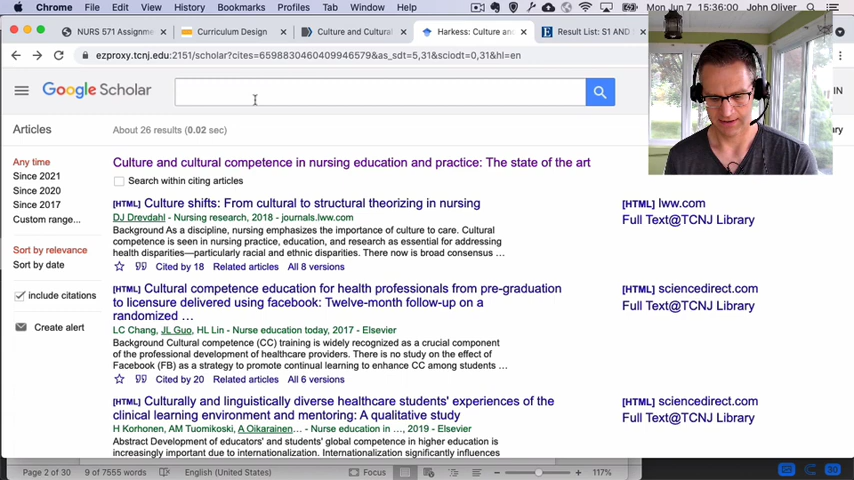 Chrome File Edit View History Bookmarks Profiles Tab Window Help Mon Jun 7 15:36:00 John Oliver
NURS 571 Assignme Curriculum Design Culture and Cultural Harkess: Culture and Result List: S1 AND
ezproxy.tcnj.edu:2151/scholar?cites=6598830460409946579&as_sdt=5,31&sciodt=0,31&hl=en
Google Scholar
IN
Articles About 26 results (0.02 sec)
Any time
Since 2021
Since 2020
Since 2017
Custom range...
Sort by relevance
Sort by date
include citations
Create alert
Culture and cultural competence in nursing education and practice: The state of the art
Search within citing articles
[HTML] Culture shifts: From cultural to structural theorizing in nursing
DJ Drevdahl - Nursing research, 2018 - journals.lww.com
Background As a discipline, nursing emphasizes the importance of culture to care. Cultural
competence is seen in nursing practice, education, and research as essential for addressing
health disparities—particularly racial and ethnic disparities. There now is broad consensus ...
Cited by 18 Related articles All 8 versions
[HTML] lww.com
Full Text@TCNJ Library
[HTML] Cultural competence education for health professionals from pre-graduation
to licensure delivered using facebook: Twelve-month follow-up on a
randomized ...
LC Chang, JL Guo, HL Lin - Nurse education today, 2017 - Elsevier
Background Cultural competence (CC) training is widely recognized as a crucial component
of the professional development of healthcare providers. There is no study on the effect of
Facebook (FB) as a strategy to promote continual learning to enhance CC among students ...
Cited by 20 Related articles All 6 versions
[HTML] sciencedirect.com
Full Text@TCNJ Library
[HTML] Culturally and linguistically diverse healthcare students' experiences of the
clinical learning environment and mentoring: A qualitative study
H Korhonen, AM Tuomikoski, A Oikarainen... - Nurse education in ..., 2019 - Elsevier
Abstract Development of educators' and students' global competence in higher education is
increasingly important due to internationalization. Internationalization significantly influences
[HTML] sciencedirect.com
Full Text@TCNJ Library
Page 2 of 30 9 of 7555 words English (United States) Focus 117%
30